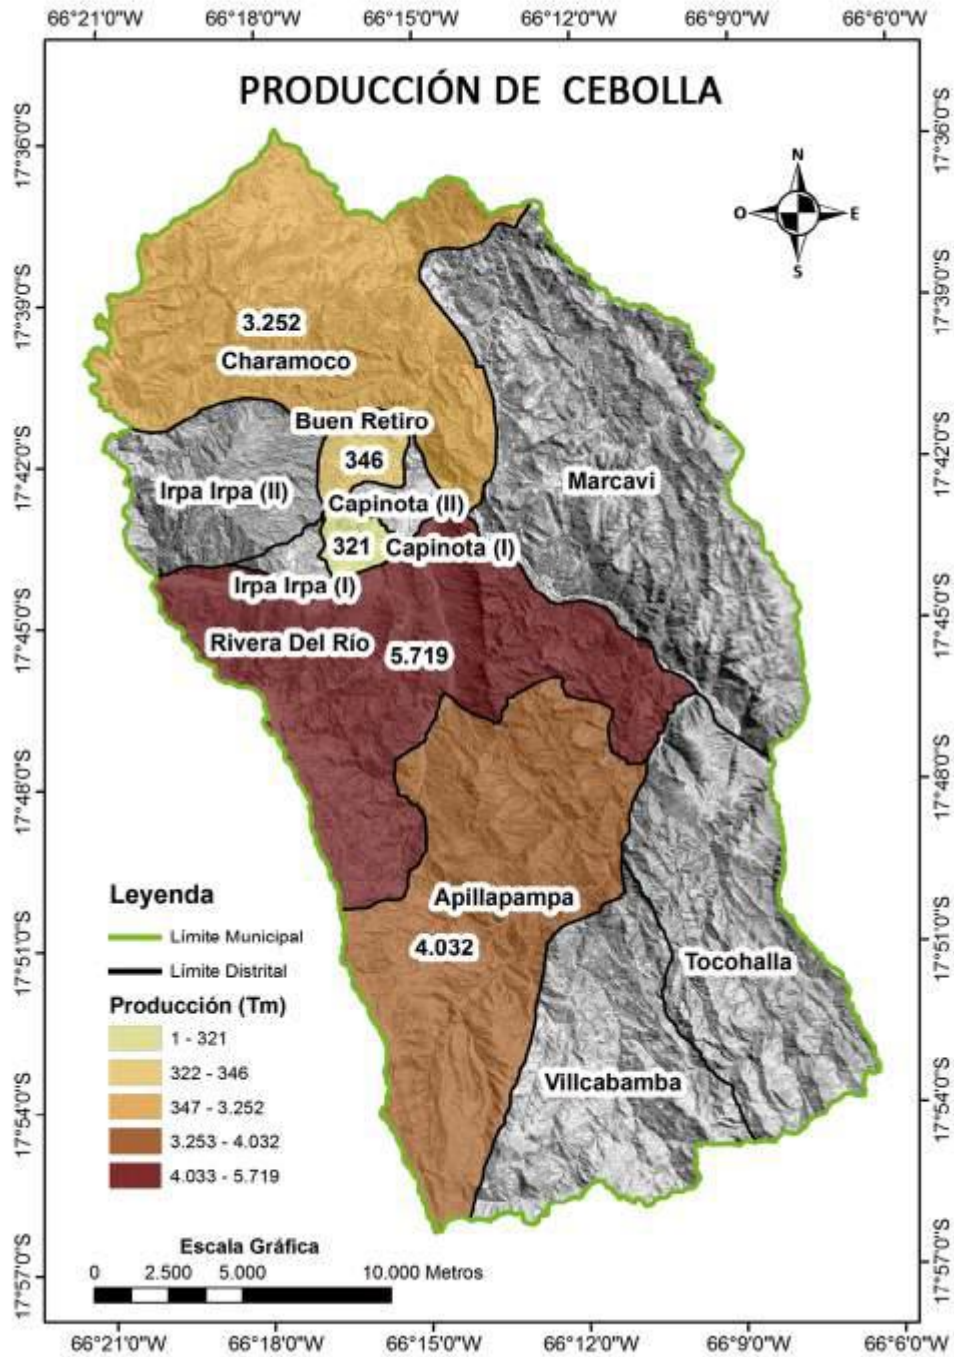 66°21'0"W 66°18'0"W 66°15'0"W 66°12'0"W 66°9'0"W 66°6'0"W
PRODUCCIÓN DE CEBOLLA
17°36'0"S 17°36'0"S
N
O E
S
17°39'0"S 17°39'0"S
3.252
Charamoco
Buen Retiro
17°42'0"S 17°42'0"S
346
Marcavi
Irpa Irpa (II)
Capinota (II)
321 Capinota (I)
Irpa Irpa (I)
17°45'0"S 17°45'0"S
Rivera Del Río
5.719
17°48'0"S 17°48'0"S
Leyenda
Apillapampa
Límite Municipal
4.032
17°51'0"S 17°51'0"S
Límite Distrital
Tocohalla
Producción (Tm)
1 - 321
322 - 346
Villcabamba
347 - 3.252
17°54'0"S 17°54'0"S
3.253 - 4.032
4.033 - 5.719
Escala Gráfica
0 2.500 5.000 10.000 Metros
17°57'0"S 17°57'0"S
66°21'0"W 66°18'0"W 66°15'0"W 66°12'0"W 66°9'0"W 66°6'0"W